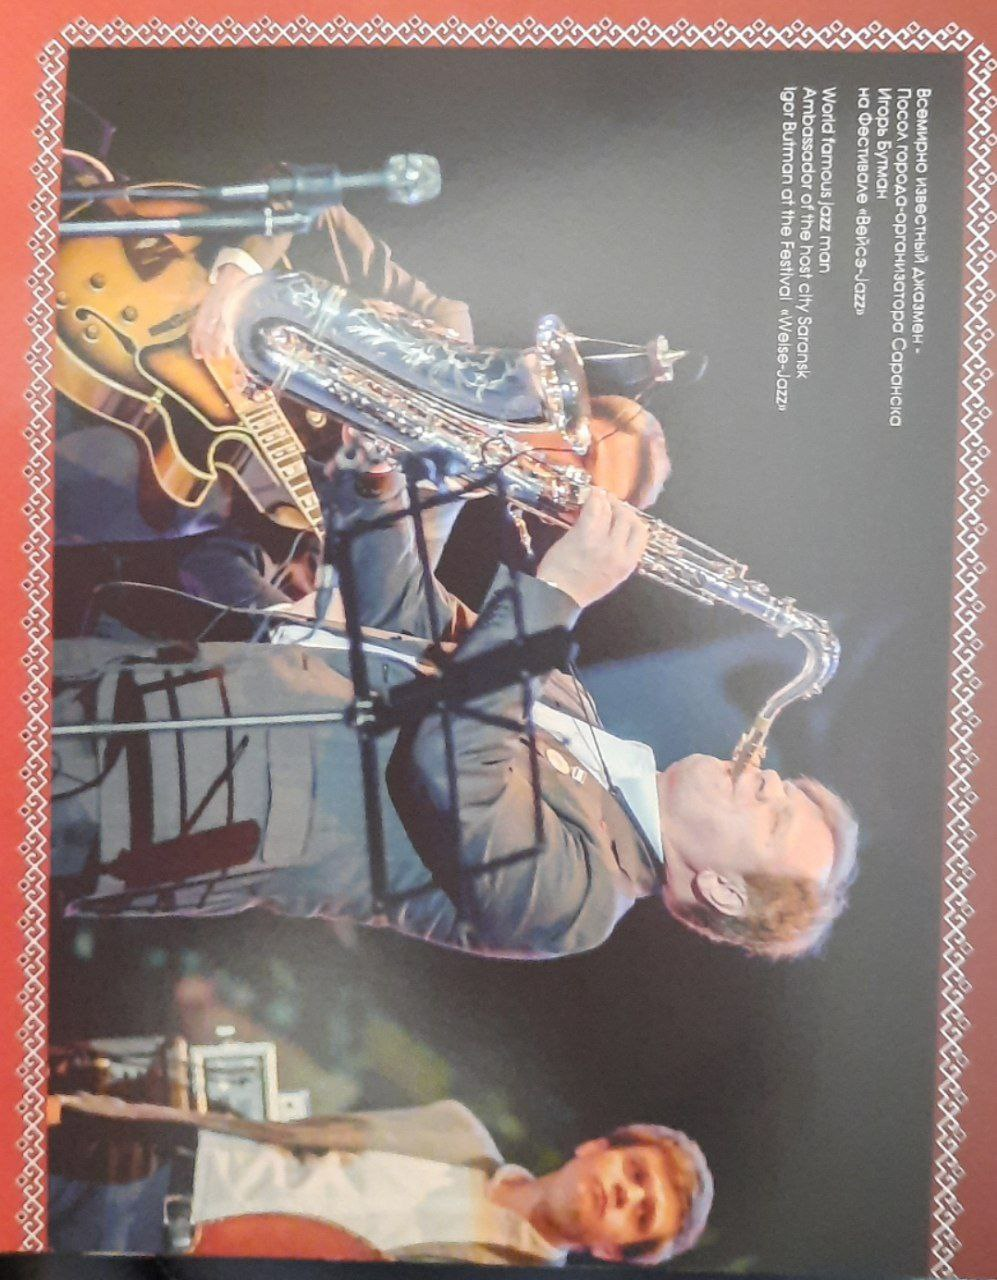 Всемирно известный джазмен -
Посол города-организатора Саранска
Игорь Бутман
на Фестивале «Вейсэ-Jazz»
World famous jazz man
Ambassador of the host city Saransk
Igor Butman at the Festival «Weise-Jazz»